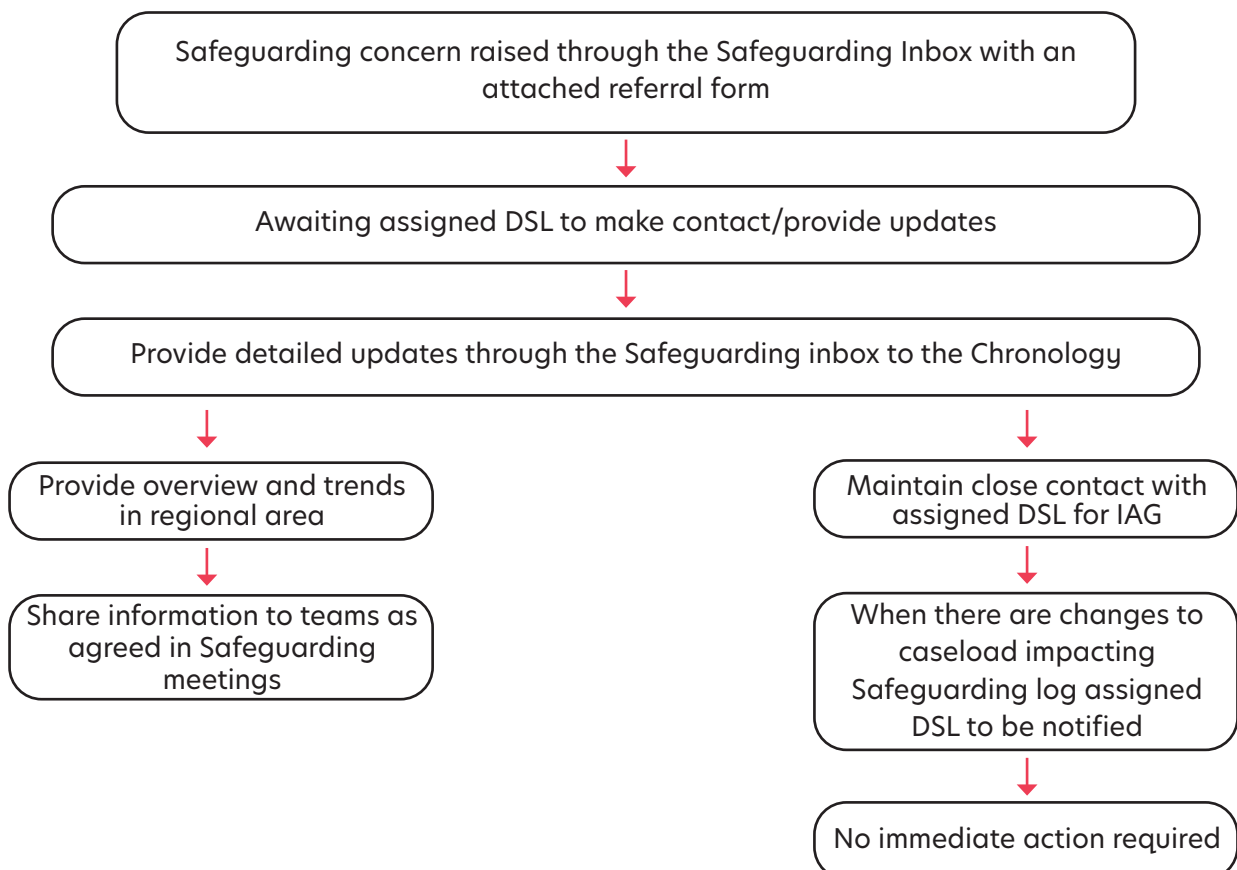 Safeguarding concern raised through the Safeguarding Inbox with an
attached referral form
Awaiting assigned DSL to make contact/provide updates
Provide detailed updates through the Safeguarding inbox to the Chronology
Provide overview and trends
in regional area
Share information to teams as
agreed in Safeguarding
meetings
Maintain close contact with
assigned DSL for IAG
When there are changes to
caseload impacting
Safeguarding log assigned
DSL to be notified
No immediate action required